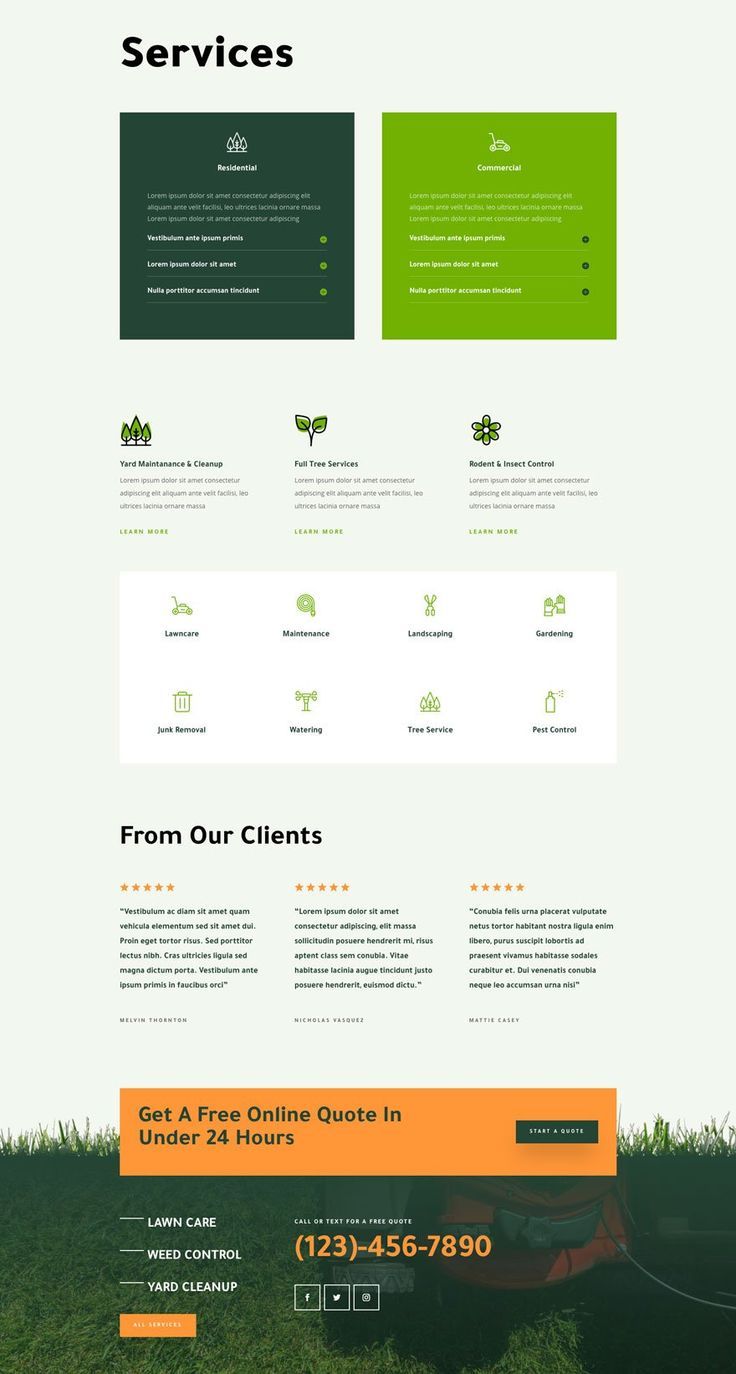 Services
Residential
Lorem ipsum dolor sit amet consectetur adipiscing elit
aliquam ante velit facilisi, leo ultrices lacinia ornare massa
Lorem ipsum dolor sit amet consectetur adipiscing
Vestibulum ante ipsum primis
Lorem ipsum dolor sit amet
Nulla porttitor accumsan tincidunt
Commercial
Lorem ipsum dolor sit amet consectetur adipiscing elit
aliquam ante velit facilisi, leo ultrices lacinia ornare massa
Lorem ipsum dolor sit amet consectetur adipiscing
Vestibulum ante ipsum primis
Lorem ipsum dolor sit amet
Nulla porttitor accumsan tincidunt
Yard Maintanance & Cleanup
Lorem ipsum dolor sit amet consectetur
adipiscing elit aliquam ante velit facilisi, leo
ultrices lacinia ornare massa
LEARN MORE
Full Tree Services
Lorem ipsum dolor sit amet consectetur
adipiscing elit aliquam ante velit facilisi, leo
ultrices lacinia ornare massa
LEARN MORE
Rodent & Insect Control
Lorem ipsum dolor sit amet consectetur
adipiscing elit aliquam ante velit facilisi, leo
ultrices lacinia ornare massa
LEARN MORE
Lawncare
Maintenance
Landscaping
Gardening
Junk Removal
Watering
Tree Service
Pest Control
From Our Clients
"Vestibulum ac diam sit amet quam
vehicula elementum sed sit amet dui.
Proin eget tortor risus. Sed porttitor
lectus nibh. Cras ultricies ligula sed
magna dictum porta. Vestibulum ante
ipsum primis in faucibus orci"
MELVIN THORNTON
"Lorem ipsum dolor sit amet
consectetur adipiscing, elit massa
sollicitudin posuere hendrerit mi, risus
aptent class sem conubia. Vitae
habitasse lacinia augue tincidunt justo
posuere hendrerit, euismod dictu."
NICHOLAS VASQUEZ
"Conubia felis urna placerat vulputate
netus tortor habitant nostra ligula enim
libero, purus suscipit lobortis ad
praesent vivamus habitasse sodales
curabitur et. Dui venenatis conubia
neque leo accumsan urna nisi"
MATTIE CASEY
Get A Free Online Quote In
Under 24 Hours
START A QUOTE
LAWN CARE
WEED CONTROL
YARD CLEANUP
ALL SERVICES
CALL OR TEXT FOR A FREE QUOTE
(123)-456-7890